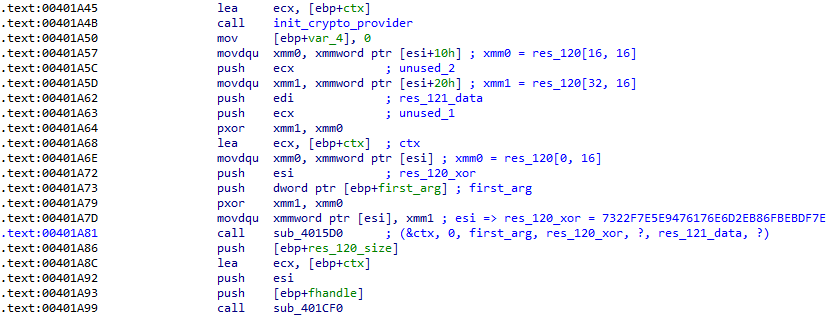 .text:00401A45 lea ecx, [ebp+ctx]
.text:00401A4B call init_crypto_provider
.text:00401A50 mov [ebp+var_4], 0
.text:00401A57 movdqu xmm0, xmmword ptr [esi+10h] ; xmm0 = res_120[16, 16]
.text:00401A5C push ecx ; unused_2
.text:00401A5D movdqu xmm1, xmmword ptr [esi+20h] ; xmm1 = res_120[32, 16]
.text:00401A62 push edi ; res_121_data
.text:00401A63 push ecx ; unused_1
.text:00401A64 pxor xmm1, xmm0
.text:00401A68 lea ecx, [ebp+ctx] ; ctx
.text:00401A6E movdqu xmm0, xmmword ptr [esi] ; xmm0 = res_120[0, 16]
.text:00401A72 push esi ; res_120_xor
.text:00401A73 push dword ptr [ebp+first_arg] ; first_arg
.text:00401A79 pxor xmm1, xmm0
.text:00401A7D movdqu xmmword ptr [esi], xmm1 ; esi => res_120_xor = 7322F7E5E9476176E6D2EB86FBEBDF7E
.text:00401A81 call sub_4015D0 ; (&ctx, 0, first_arg, res_120_xor, ?, res_121_data, ?)
.text:00401A86 push [ebp+res_120_size]
.text:00401A8C lea ecx, [ebp+ctx]
.text:00401A92 push esi
.text:00401A93 push [ebp+fhandle]
.text:00401A99 call sub_401CF0